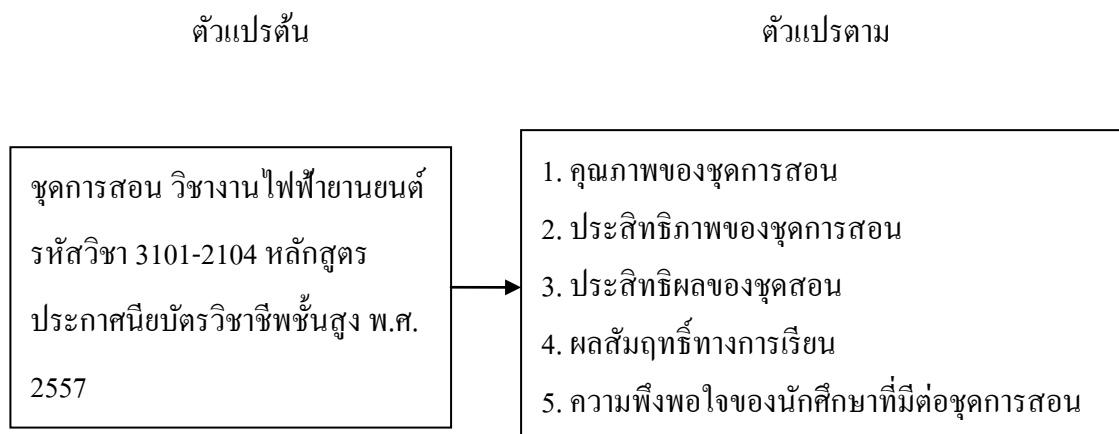 ตัวแปรต้น
ตัวแปรตาม
ชุดการสอน วิชางานไฟฟ้ายานยนต์
รหัสวิชา 3101-2104 หลักสูตร
ประกาศนียบัตรวิชาชีพชั้นสูง พ.ศ.
2557
1. คุณภาพของชุดการสอน
2. ประสิทธิภาพของชุดการสอน
3. ประสิทธิผลของชุดสอน
4. ผลสัมฤทธิ์ทางการเรียน
5. ความพึงพอใจของนักศึกษาที่มีต่อชุดการสอน